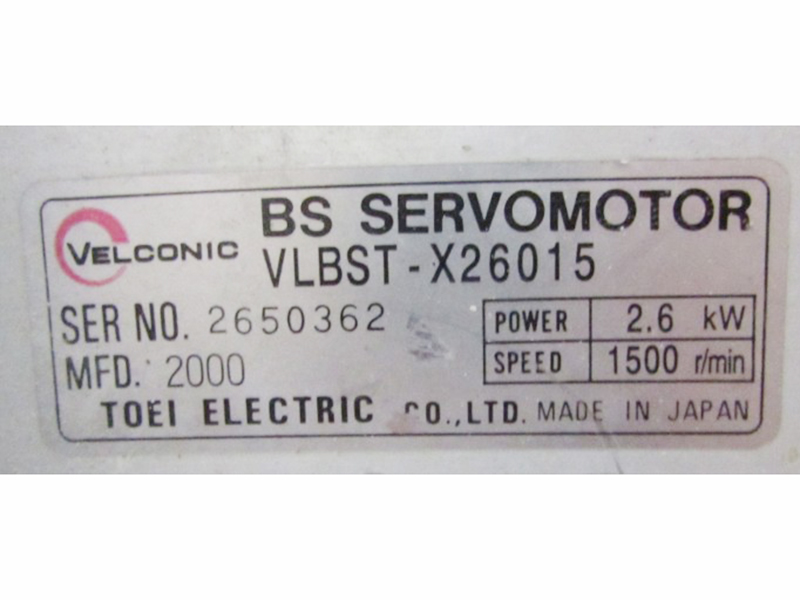 BS SERVOMOTOR
VELCONIC
VLBST-X26015
SER NO. 2650362
POWER 2.6 kW
MFD. 2000
SPEED 1500 r/min
TOEI ELECTRIC CO.,LTD. MADE IN JAPAN